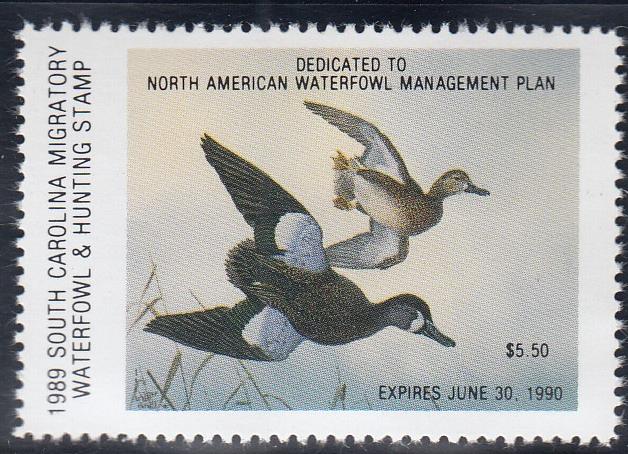 1989 SOUTH CAROLINA MIGRATORY
WATERFOWL & HUNTING STAMP
DEDICATED TO
NORTH AMERICAN WATERFOWL MANAGEMENT PLAN
$5.50
EXPIRES JUNE 30, 1990